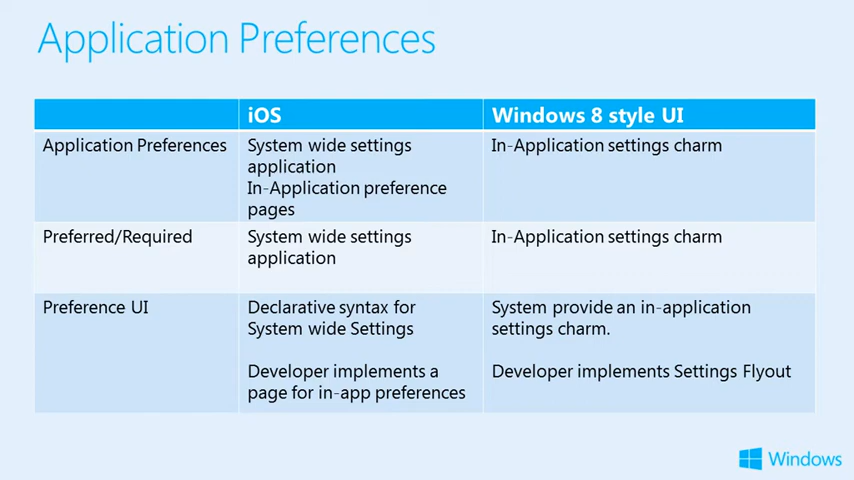 Application Preferences
iOS
Windows 8 style UI
Application Preferences
System wide settings
application
In-Application preference
pages
In-Application settings charm
Preferred/Required
System wide settings
application
In-Application settings charm
Preference UI
Declarative syntax for
System wide Settings
Developer implements a
page for in-app preferences
System provide an in-application
settings charm.
Developer implements Settings Flyout
Windows